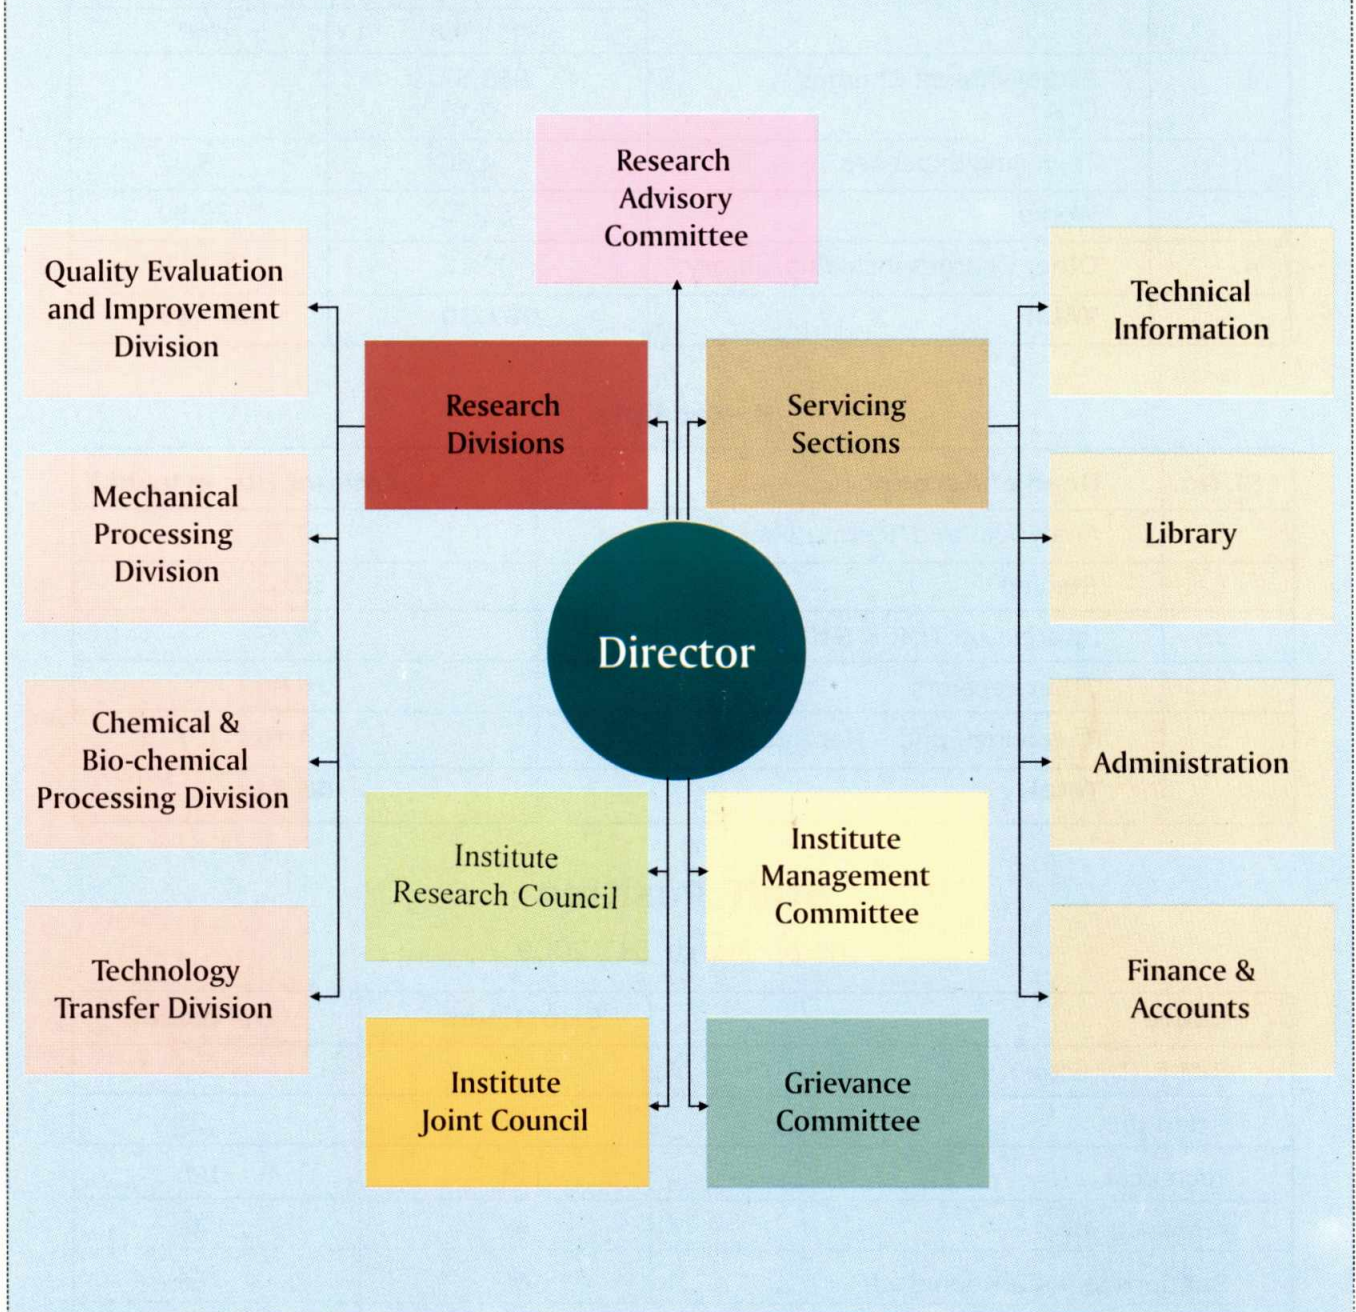 Research
Advisory
Committee
Quality Evaluation
and Improvement
Division
Technical
Information
Research
Divisions
Servicing
Sections
Mechanical
Processing
Division
Library
Director
Chemical &
Bio-chemical
Processing Division
Administration
Institute
Research Council
Institute
Management
Committee
Technology
Transfer Division
Finance &
Accounts
Institute
Joint Council
Grievance
Committee